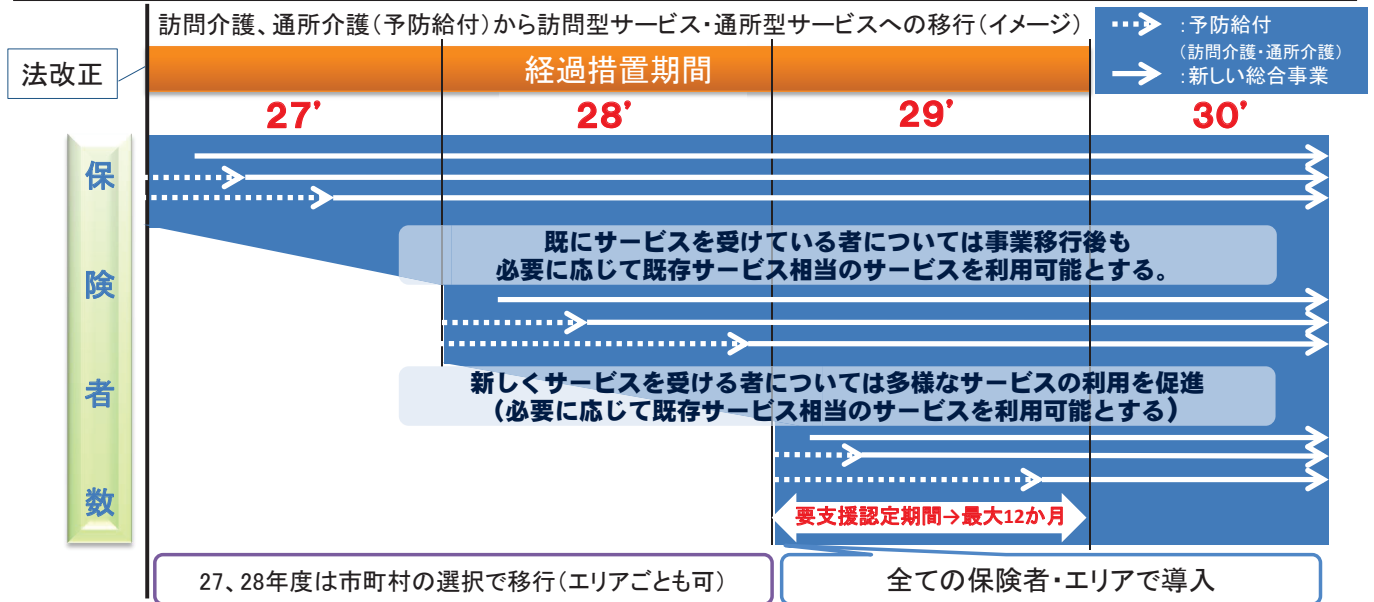 訪問介護、通所介護(予防給付)から訪問型サービス・通所型サービスへの移行(イメージ)
:予防給付
(訪問介護・通所介護)
:新しい総合事業
法改正
経過措置期間
27' 28' 29' 30'
保険者数
既にサービスを受けている者については事業移行後も
必要に応じて既存サービス相当のサービスを利用可能とする。
新しくサービスを受ける者については多様なサービスの利用を促進
(必要に応じて既存サービス相当のサービスを利用可能とする)
要支援認定期間→最大12か月
27、28年度は市町村の選択で移行(エリアごとも可)
全ての保険者・エリアで導入